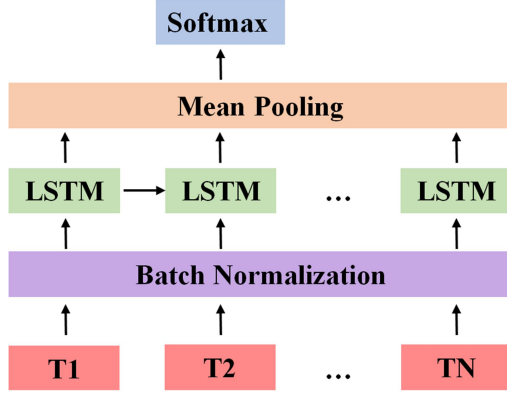 Softmax
Mean Pooling
LSTM LSTM ... LSTM
Batch Normalization
T1 T2 ... TN